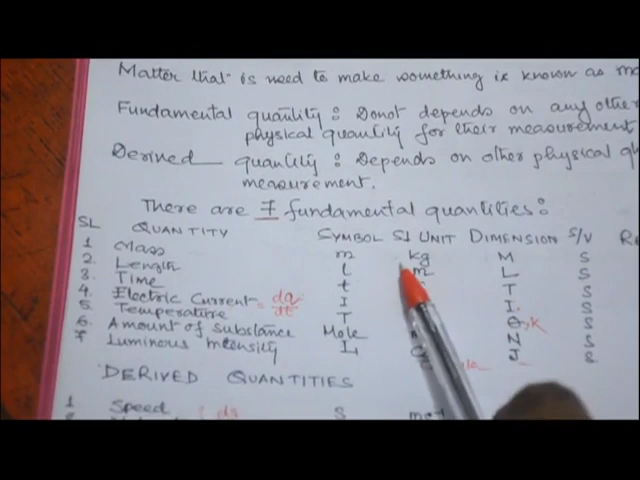 Matter that is need to make something is known as
Fundamental quantity : Donot depends on any other
physical quantity for their measurement
Derived quantity : Depends on other physical
measurement.
There are 7 fundamental quantities :
SL QUANTITY SYMBOL SI UNIT DIMENSION S/V
1 Mass m kg M S
2. Length l m L S
3. Time t T S
4. Electric Current = dq/dt I I S
5. Temperature T θ, K S
6. Amount of substance Mole N S
7 Luminous intensity L J S
DERIVED QUANTITIES
1 Speed ds S